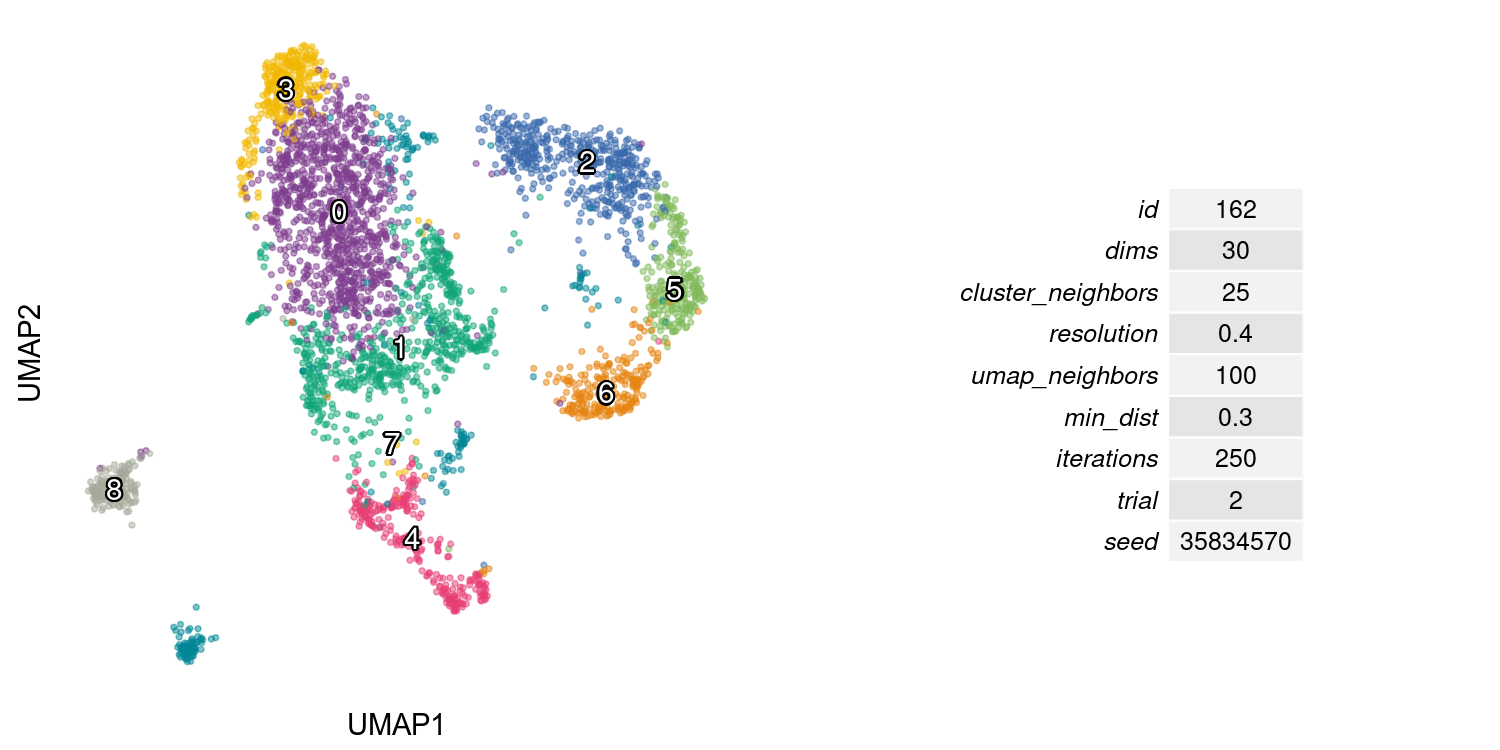 3
2
0
5
1
6
7
8
4
UMAP1
UMAP2
id 162
dims 30
cluster_neighbors 25
resolution 0.4
umap_neighbors 100
min_dist 0.3
iterations 250
trial 2
seed 35834570